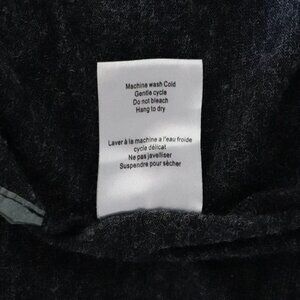 Machine wash Cold
Gentle cycle
Do not bleach
Hang to dry
Laver à la machine a l'eau froide
cycle délicat
Ne pas javelliser
Suspendre pour sécher